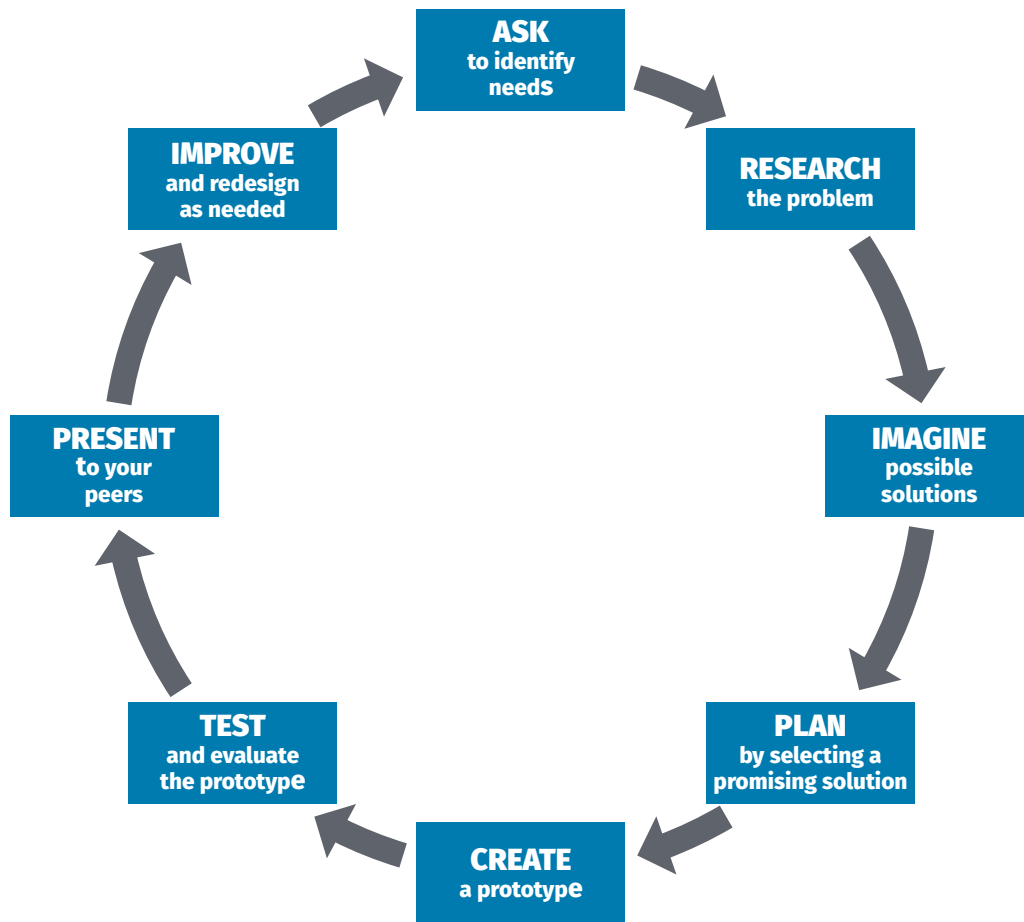 ASK
to identify
needs
RESEARCH
the problem
IMAGINE
possible
solutions
PLAN
by selecting a
promising solution
CREATE
a prototype
TEST
and evaluate
the prototype
PRESENT
to your
peers
IMPROVE
and redesign
as needed